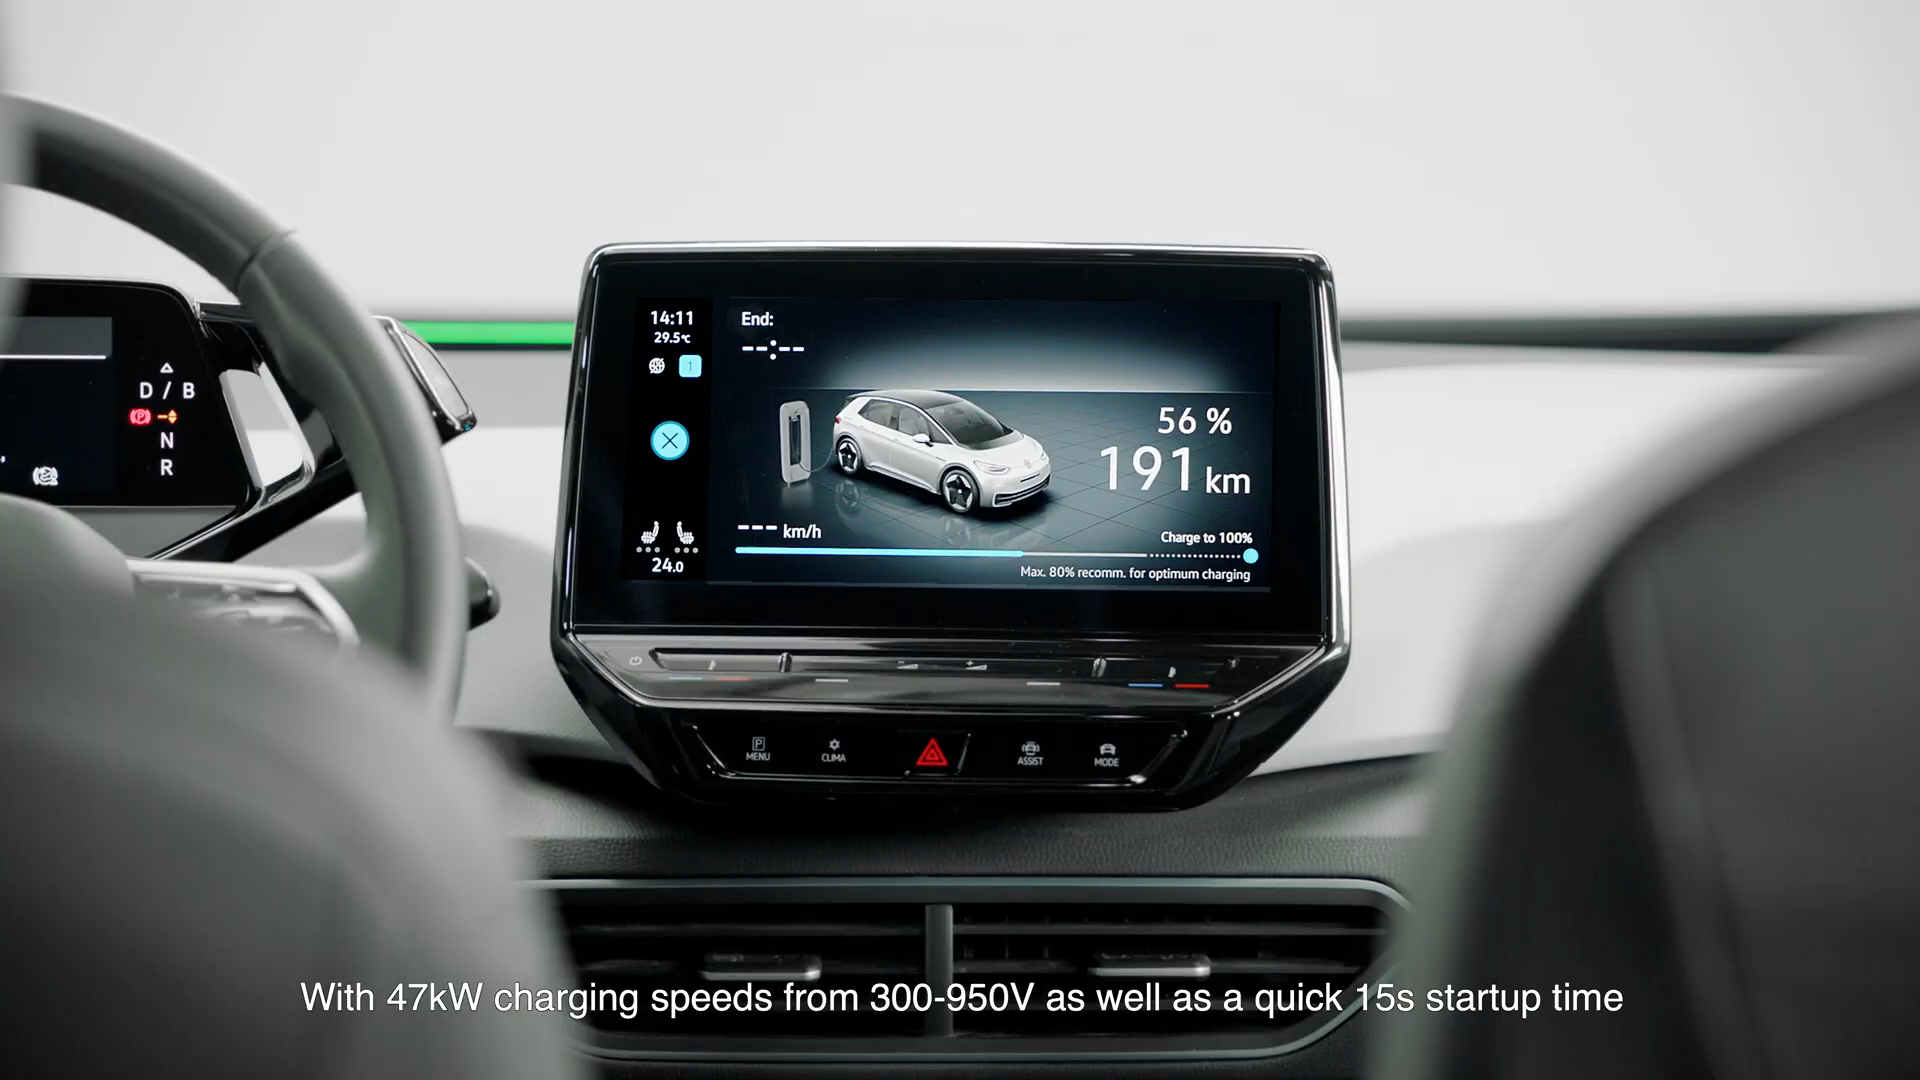 14:11
29.5°C
1
End:
--:--
D / B
P
N
R
56 %
191 km
--- km/h
Charge to 100%
Max. 80% recomm. for optimum charging
24.0
P
MENU
CLIMA
ASSIST
MODE
With 47kW charging speeds from 300-950V as well as a quick 15s startup time